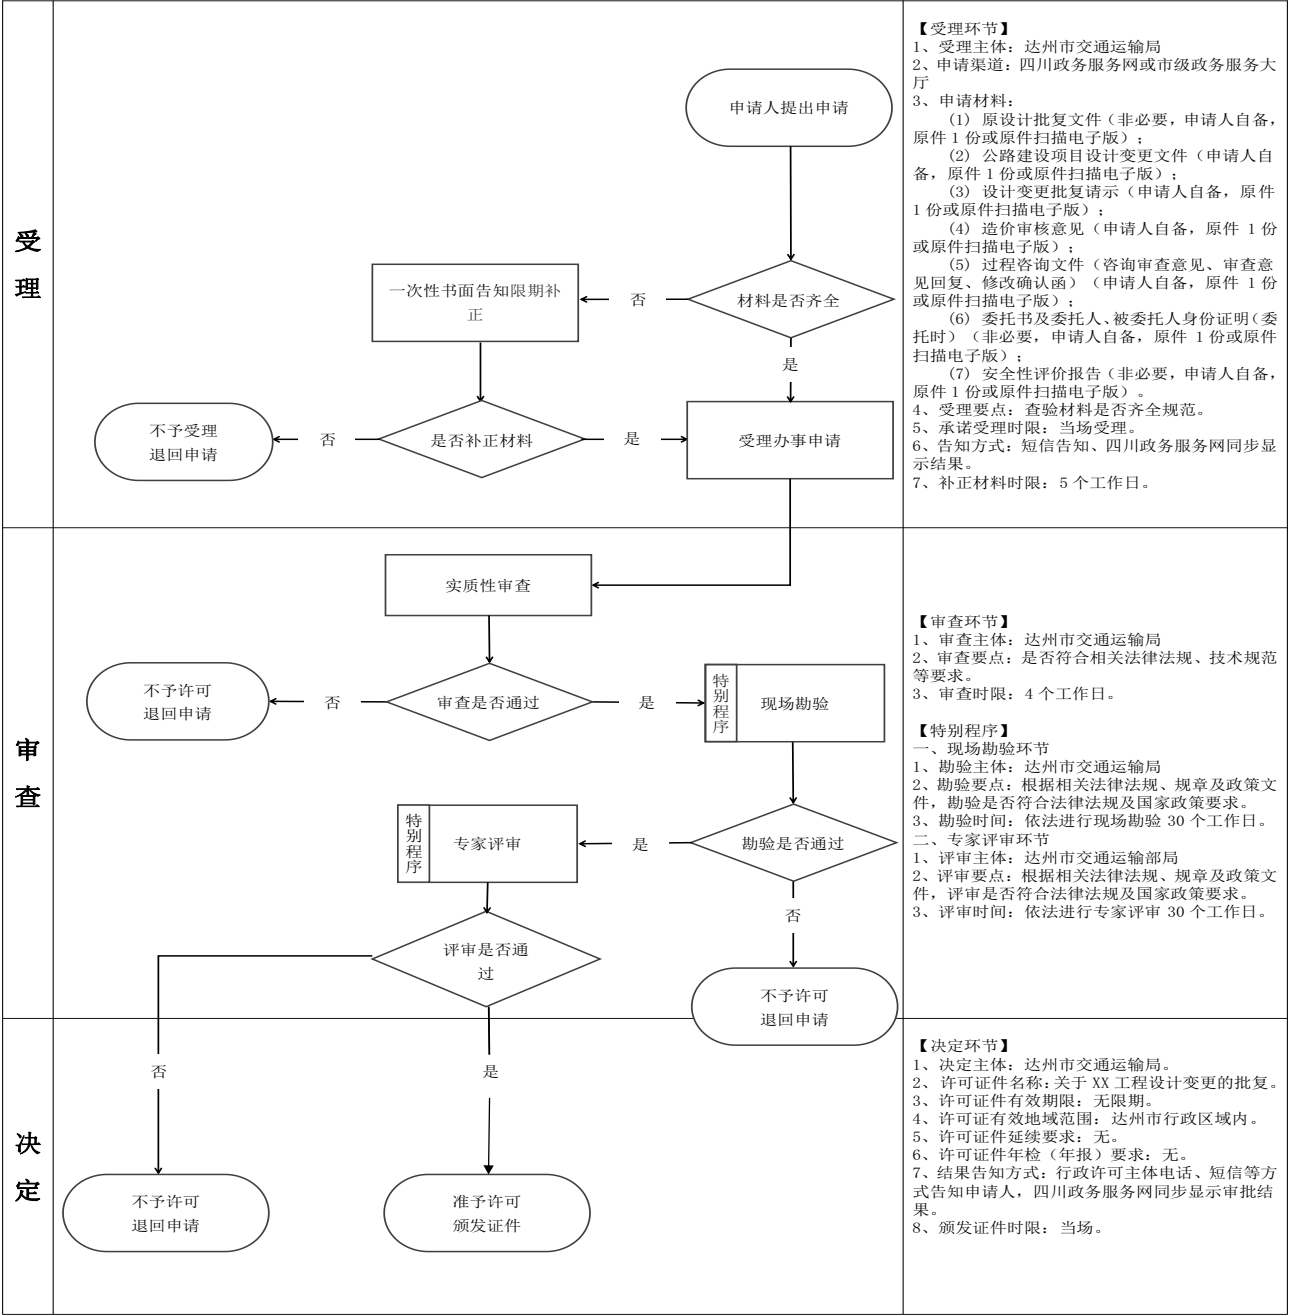 受
理
申请人提出申请
材料是否齐全
否
一次性书面告知限期补
正
是
是否补正材料
否
不予受理
退回申请
是
受理办事申请
【受理环节】
1、受理主体：达州市交通运输局
2、申请渠道：四川政务服务网或市级政务服务大
厅
3、申请材料：
（1）原设计批复文件（非必要，申请人自备，
原件1份或原件扫描电子版）；
（2）公路建设项目设计变更文件（申请人自
备，原件1份或原件扫描电子版）；
（3）设计变更批复请示（申请人自备，原件
1份或原件扫描电子版）；
（4）造价审核意见（申请人自备，原件 1 份
或原件扫描电子版）；
（5）过程咨询文件（咨询审查意见、审查意
见回复、修改确认函）（申请人自备，原件 1 份
或原件扫描电子版）；
（6）委托书及委托人、被委托人身份证明（委
托时）（非必要，申请人自备，原件 1 份或原件
扫描电子版）；
（7）安全性评价报告（非必要，申请人自备，
原件1份或原件扫描电子版）。
4、受理要点：查验材料是否齐全规范。
5、承诺受理时限：当场受理。
6、告知方式：短信告知、四川政务服务网同步显
示结果。
7、补正材料时限：5个工作日。
审
查
实质性审查
审查是否通过
否
不予许可
退回申请
是
特
别
程
序
现场勘验
勘验是否通过
是
特
别
程
序
专家评审
否
不予许可
退回申请
评审是否通
过
【审查环节】
1、审查主体：达州市交通运输局
2、审查要点：是否符合相关法律法规、技术规范
等要求。
3、审查时限：4个工作日。
【特别程序】
一、现场勘验环节
1、勘验主体：达州市交通运输局
2、勘验要点：根据相关法律法规、规章及政策文
件，勘验是否符合法律法规及国家政策要求。
3、勘验时间：依法进行现场勘验30个工作日。
二、专家评审环节
1、评审主体：达州市交通运输部局
2、评审要点：根据相关法律法规、规章及政策文
件，评审是否符合法律法规及国家政策要求。
3、评审时间：依法进行专家评审30个工作日。
决
定
否
是
不予许可
退回申请
准予许可
颁发证件
【决定环节】
1、决定主体：达州市交通运输局。
2、许可证件名称：关于XX工程设计变更的批复。
3、许可证件有效期限：无限期。
4、许可证有效地域范围：达州市行政区域内。
5、许可证件延续要求：无。
6、许可证件年检（年报）要求：无。
7、结果告知方式：行政许可主体电话、短信等方
式告知申请人，四川政务服务网同步显示审批结
果。
8、颁发证件时限：当场。